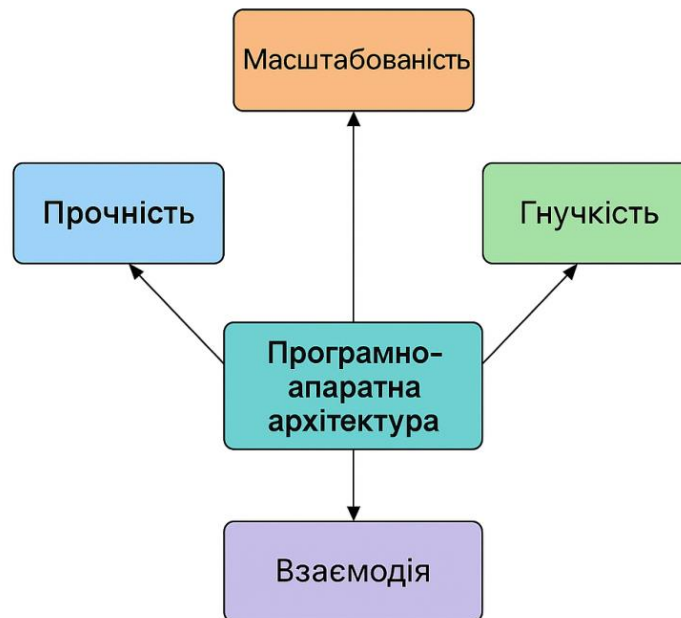 Масштабованість
Прочність
Гнучкість
Програмно-
апаратна
архітектура
Взаємодія